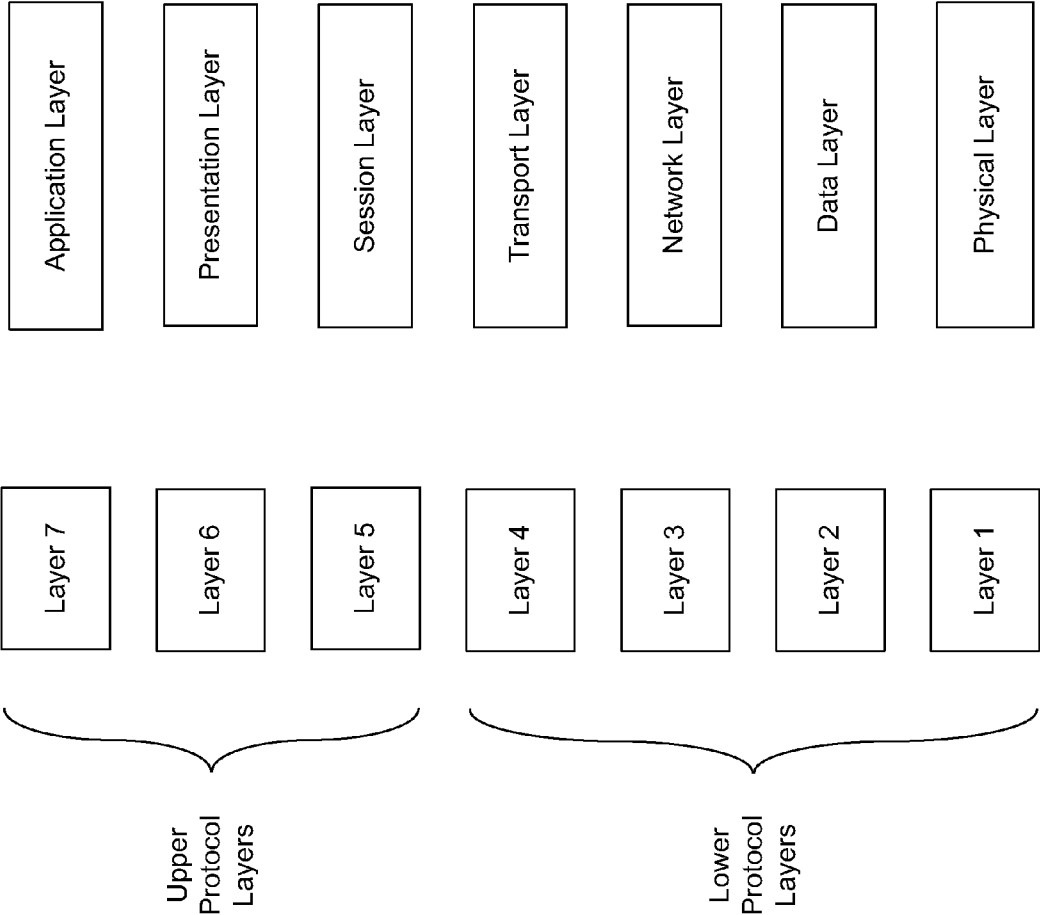 Upper
Protocol
Layers
Layer 7
Application Layer
Layer 6
Presentation Layer
Layer 5
Session Layer
Lower
Protocol
Layers
Layer 4
Transport Layer
Layer 3
Network Layer
Layer 2
Data Layer
Layer 1
Physical Layer